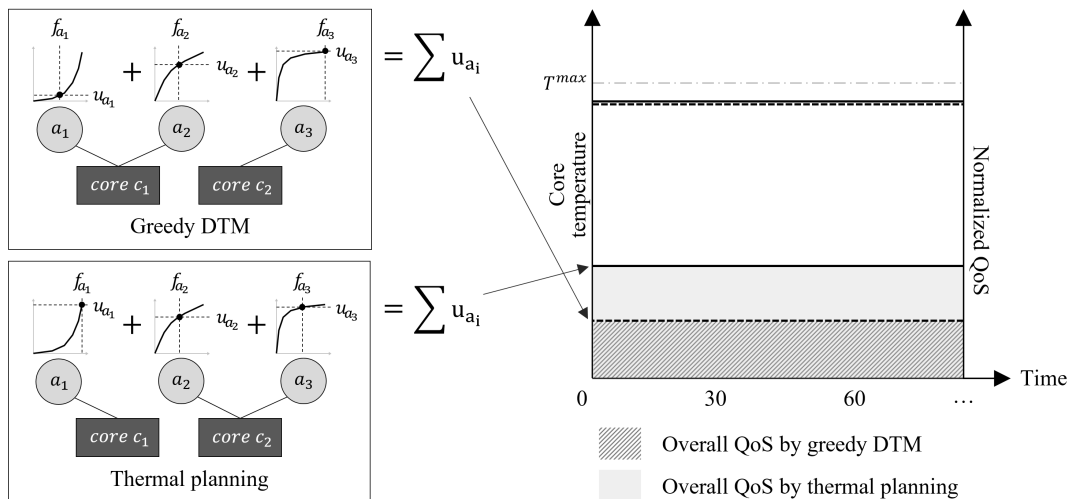 f_{a_1} f_{a_2} f_{a_3}
u_{a_1} + u_{a_2} + u_{a_3} = ∑ u_{a_i}
a_1 a_2 a_3
core c_1 core c_2
Greedy DTM
f_{a_1} f_{a_2} f_{a_3}
u_{a_1} + u_{a_2} + u_{a_3} = ∑ u_{a_i}
a_1 a_2 a_3
core c_1 core c_2
Thermal planning
T^{max}
Core
temperature
Normalized QoS
0 30 60 ...
Time
Overall QoS by greedy DTM
Overall QoS by thermal planning